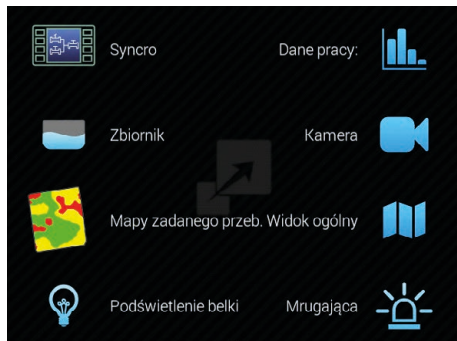 Syncro Dane pracy:
Zbiornik Kamera
Mapy zadanego przeb. Widok ogólny
Podświetlenie belki Mrugająca